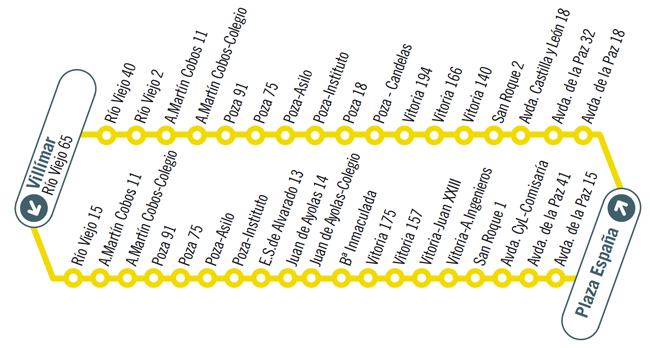 Villímar
Río Viejo 65
Río Viejo 40
Río Viejo 2
A.Martín Cobos 11
A.Martín Cobos-Colegio
Poza 91
Poza 75
Poza-Asilo
Poza-Instituto
Poza 18
Poza - Candelas
Vitoria 194
Vitoria 166
Vitoria 140
San Roque 2
Avda. Castilla y León 18
Avda. de la Paz 32
Avda. de la Paz 18
Río Viejo 15
A.Martín Cobos 11
A.Martín Cobos-Colegio
Poza 91
Poza 75
Poza-Asilo
Poza-Instituto
E.S.de Alvarado 13
Juan de Ayolas 14
Juan de Ayolas-Colegio
Bª Inmaculada
Vitoria 175
Vitoria 157
Vitoria-Juan XXIII
Vitoria-A.Ingenieros
San Roque 1
Avda. CyL-Comisaría
Avda. de la Paz 41
Avda. de la Paz 15
Plaza España